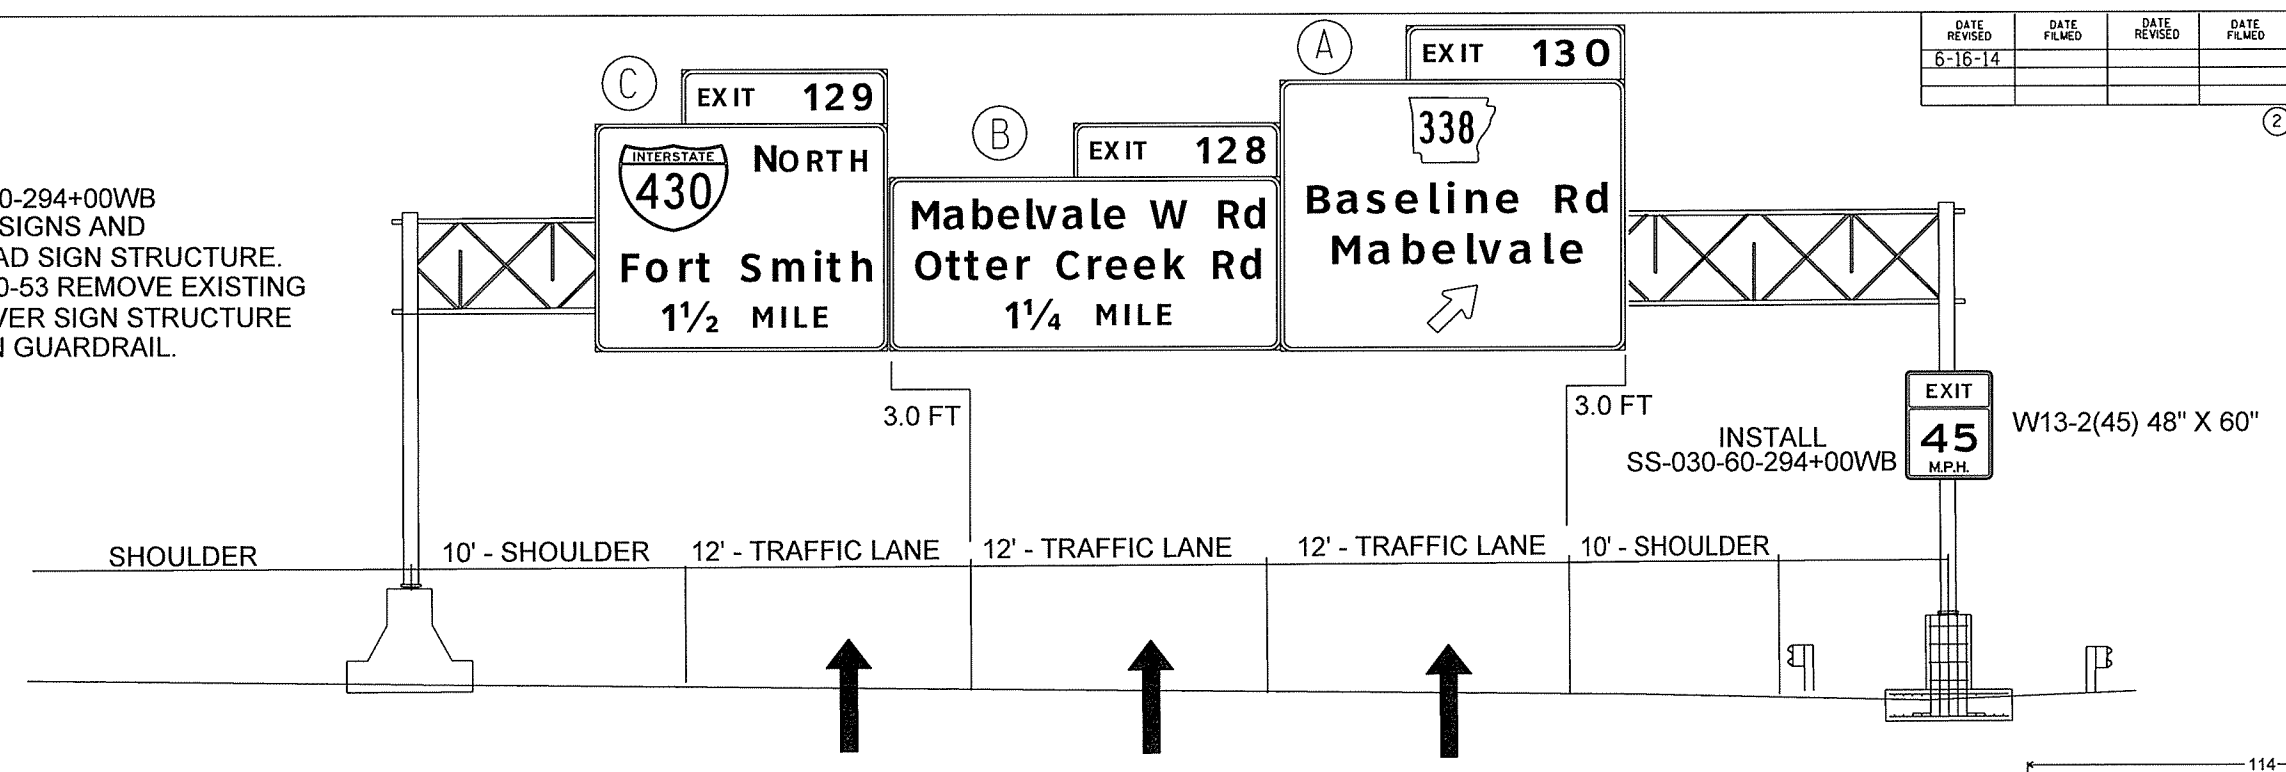 DATE REVISED
DATE FILMED
DATE REVISED
DATE FILMED
6-16-14
2
0-294+00WB
SIGNS AND
AD SIGN STRUCTURE.
0-53 REMOVE EXISTING
VER SIGN STRUCTURE
N GUARDRAIL.
C
EXIT 129
INTERSTATE
430
NORTH
Fort Smith
1½ MILE
B
EXIT 128
Mabelvale W Rd
Otter Creek Rd
1¼ MILE
A
EXIT 130
338
Baseline Rd
Mabelvale
3.0 FT
3.0 FT
INSTALL
SS-030-60-294+00WB
EXIT
45
M.P.H.
W13-2(45) 48" X 60"
SHOULDER
10' - SHOULDER
12' - TRAFFIC LANE
12' - TRAFFIC LANE
12' - TRAFFIC LANE
10' - SHOULDER
114